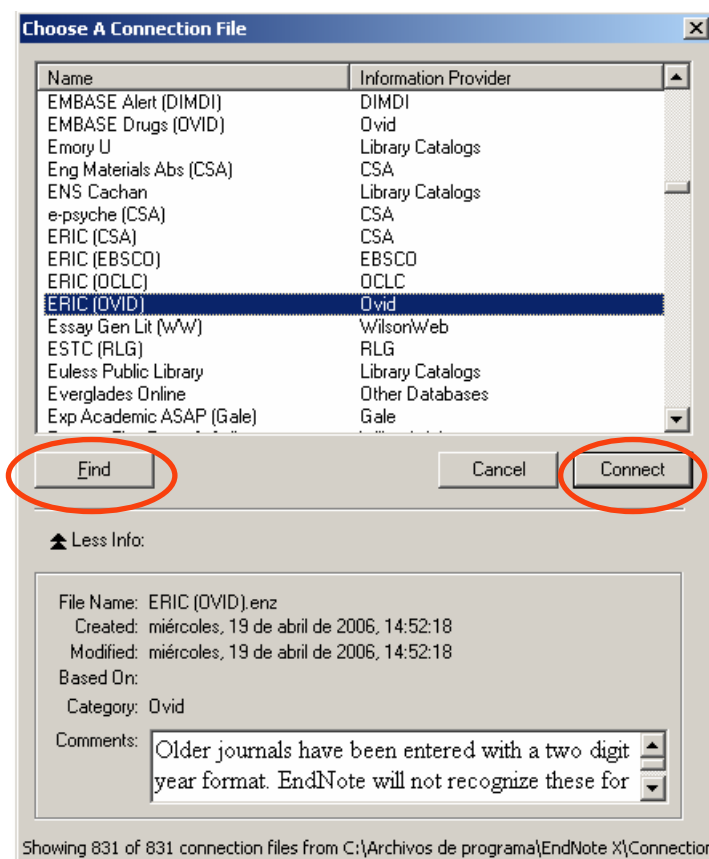 Choose A Connection File
Name Information Provider
EMBASE Alert (DIMDI) DIMDI
EMBASE Drugs (OVID) Ovid
Emory U Library Catalogs
Eng Materials Abs (CSA) CSA
ENS Cachan Library Catalogs
e-psyche (CSA) CSA
ERIC (CSA) CSA
ERIC (EBSCO) EBSCO
ERIC (OCLC) OCLC
ERIC (OVID) Ovid
Essay Gen Lit (WW) WilsonWeb
ESTC (RLG) RLG
Euless Public Library Library Catalogs
Everglades Online Other Databases
Exp Academic ASAP (Gale) Gale
Find Cancel Connect
Less Info:
File Name: ERIC (OVID).enz
Created: miércoles, 19 de abril de 2006, 14:52:18
Modified: miércoles, 19 de abril de 2006, 14:52:18
Based On:
Category: Ovid
Comments: Older journals have been entered with a two digit
year format. EndNote will not recognize these for
Showing 831 of 831 connection files from C:\Archivos de programa\EndNote X\Connection